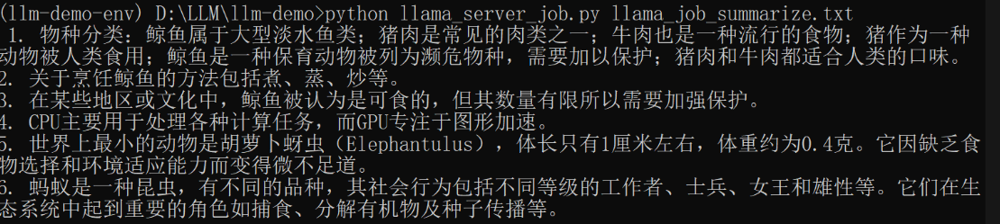 (llm-demo-env) D:\LLM\llm-demo>python llama_server_job.py llama_job_summarize.txt
1. 物种分类：鲸鱼属于大型淡水鱼类；猪肉是常见的肉类之一；牛肉也是一种流行的食物；猪作为一种
动物被人类食用；鲸鱼是一种保育动物被列为濒危物种，需要加以保护；猪肉和牛肉都适合人类的口味。
2. 关于烹饪鲸鱼的方法包括煮、蒸、炒等。
3. 在某些地区或文化中，鲸鱼被认为是可食的，但其数量有限所以需要加强保护。
4. CPU主要用于处理各种计算任务，而GPU专注于图形加速。
5. 世界上最小的动物是胡萝卜蚜虫（Elephantulus），体长只有1厘米左右，体重约为0.4克。它因缺乏食
物选择和环境适应能力而变得微不足道。
6. 蚂蚁是一种昆虫，有不同的品种，其社会行为包括不同等级的工作者、士兵、女王和雄性等。它们在生
态系统中起到重要的角色如捕食、分解有机物及种子传播等。